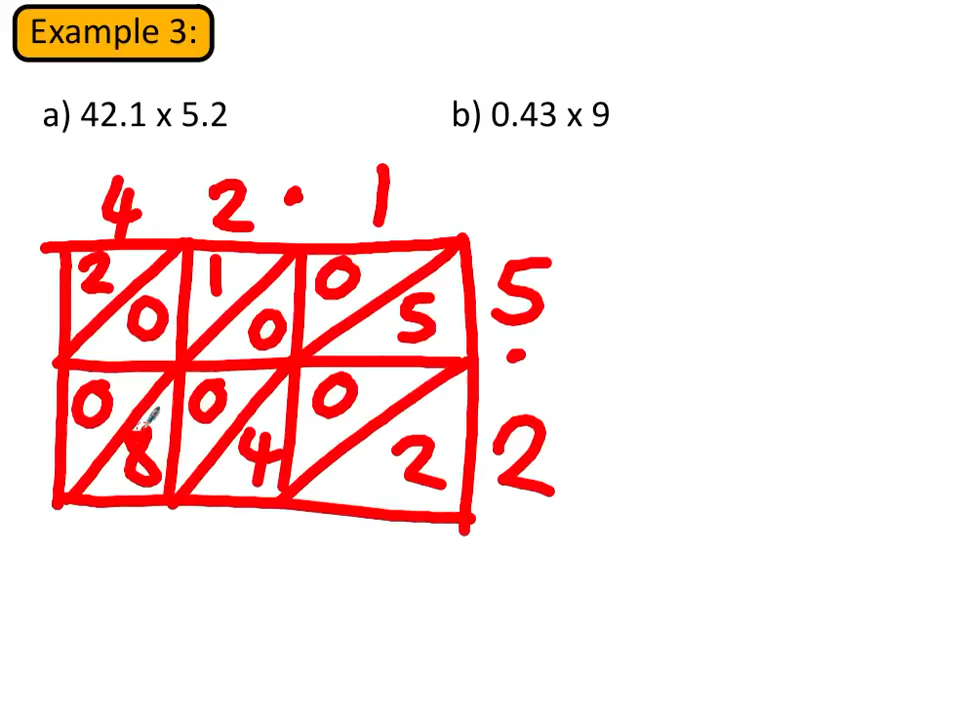 Example 3:
a) 42.1 x 5.2 b) 0.43 x 9
4 2 . 1
2 0 1 0 0 5 5
.
0 8 0 4 0 2 2